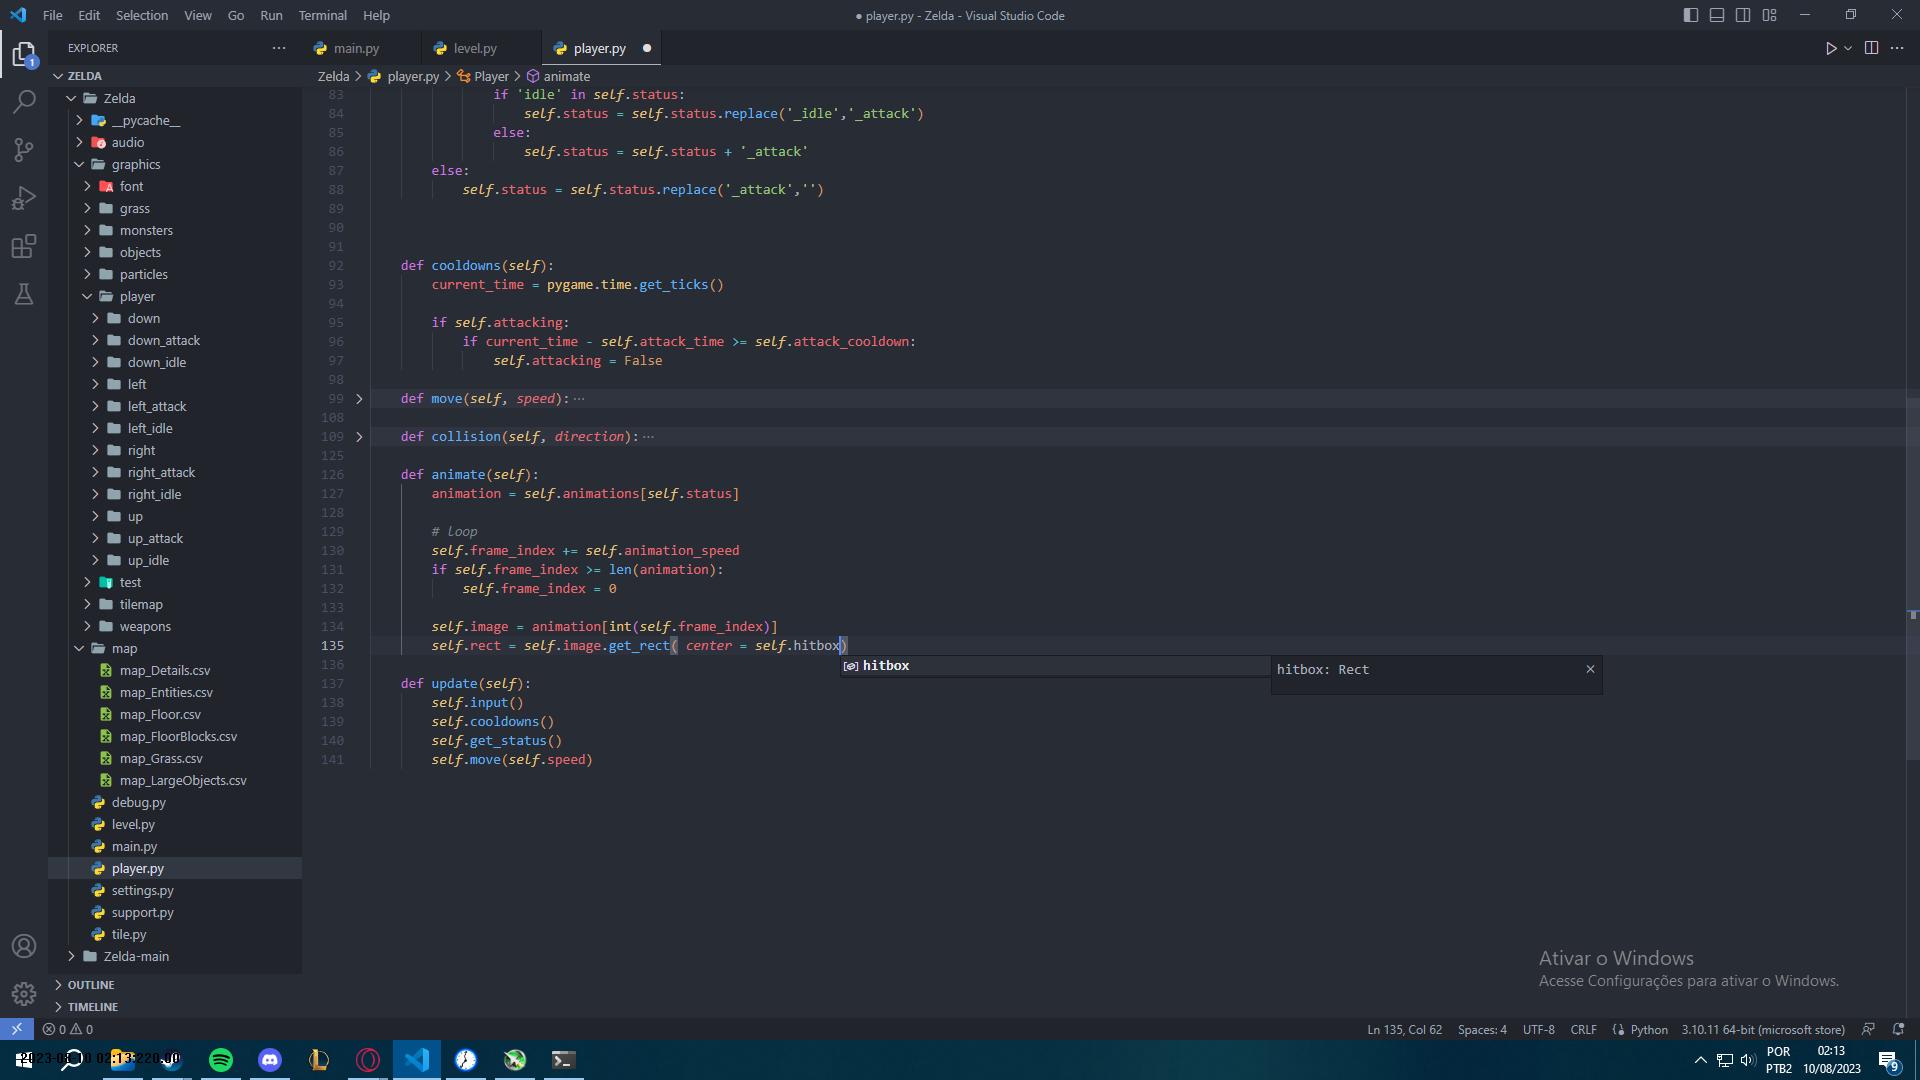 File Edit Selection View Go Run Terminal Help
● player.py - Zelda - Visual Studio Code
EXPLORER
main.py
level.py
player.py
1
ZELDA
Zelda > player.py > Player > animate
Zelda
__pycache__
audio
graphics
font
grass
monsters
objects
particles
player
down
down_attack
down_idle
left
left_attack
left_idle
right
right_attack
right_idle
up
up_attack
up_idle
test
tilemap
weapons
map
map_Details.csv
map_Entities.csv
map_Floor.csv
map_FloorBlocks.csv
map_Grass.csv
map_LargeObjects.csv
debug.py
level.py
main.py
player.py
settings.py
support.py
tile.py
Zelda-main
OUTLINE
TIMELINE
83 if 'idle' in self.status:
84 self.status = self.status.replace('_idle','_attack')
85 else:
86 self.status = self.status + '_attack'
87 else:
88 self.status = self.status.replace('_attack','')
89
90
91
92 def cooldowns(self):
93 current_time = pygame.time.get_ticks()
94
95 if self.attacking:
96 if current_time - self.attack_time >= self.attack_cooldown:
97 self.attacking = False
98
99 def move(self, speed):···
108
109 def collision(self, direction):···
125
126 def animate(self):
127 animation = self.animations[self.status]
128
129 # loop
130 self.frame_index += self.animation_speed
131 if self.frame_index >= len(animation):
132 self.frame_index = 0
133
134 self.image = animation[int(self.frame_index)]
135 self.rect = self.image.get_rect( center = self.hitbox)
136
hitbox
hitbox: Rect
137 def update(self):
138 self.input()
139 self.cooldowns()
140 self.get_status()
141 self.move(self.speed)
Ativar o Windows
Acesse Configurações para ativar o Windows.
0 0
Ln 135, Col 62 Spaces: 4 UTF-8 CRLF Python 3.10.11 64-bit (microsoft store)
POR
PTB2
02:13
10/08/2023
9